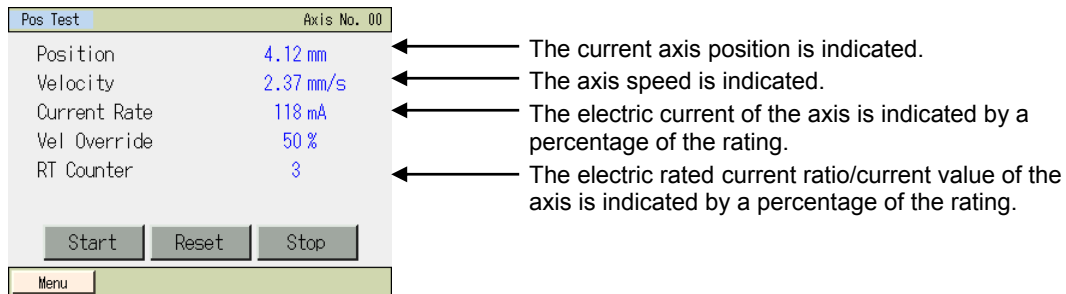 Pos Test Axis No. 00
Position 4.12 mm
Velocity 2.37 mm/s
Current Rate 118 mA
Vel Override 50 %
RT Counter 3
Start Reset Stop
Menu
The current axis position is indicated.
The axis speed is indicated.
The electric current of the axis is indicated by a
percentage of the rating.
The electric rated current ratio/current value of the
axis is indicated by a percentage of the rating.